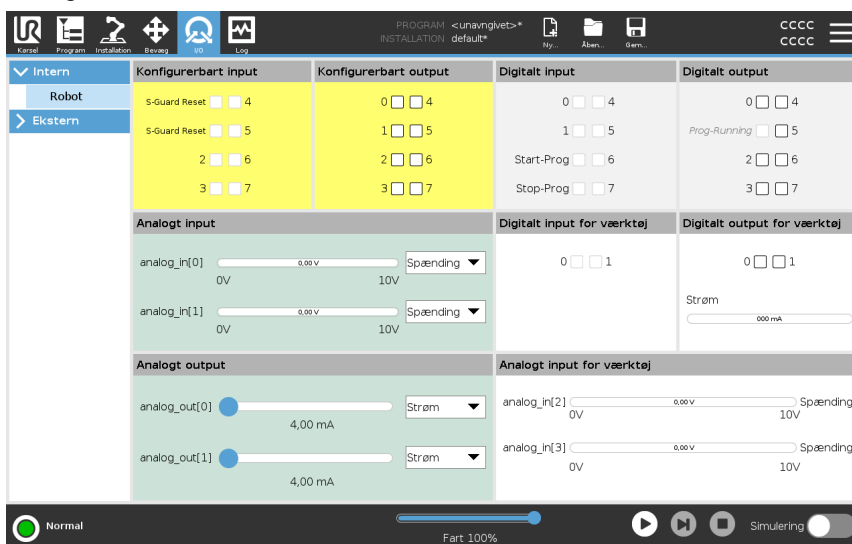 UR
PROGRAM <unavngivet>*
INSTALLATION default*
cccc
cccc
Kørsel Program Installation Bevæg I/O Log Ny... Åben... Gem...
Intern
Robot
Ekstern
Konfigurerbart input
S-Guard Reset 4
S-Guard Reset 5
2 6
3 7
Konfigurerbart output
0 4
1 5
2 6
3 7
Digitalt input
0 4
1 5
Start-Prog 6
Stop-Prog 7
Digitalt output
0 4
Prog-Running 5
2 6
3 7
Analogt input
analog_in[0] 0,00 V Spænding
0V 10V
analog_in[1] 0,00 V Spænding
0V 10V
Digitalt input for værktøj
0 1
Digitalt output for værktøj
0 1
Strøm
000 mA
Analogt output
analog_out[0] Strøm
4,00 mA
analog_out[1] Strøm
4,00 mA
Analogt input for værktøj
analog_in[2] 0,00 V Spænding
0V 10V
analog_in[3] 0,00 V Spænding
0V 10V
Normal
Fart 100%
Simulering